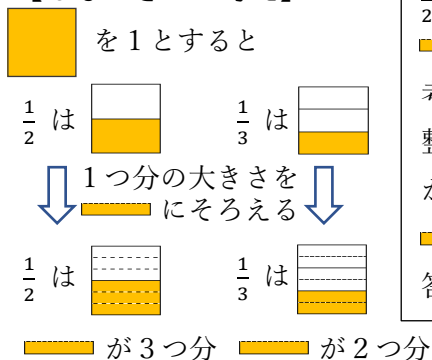 を1とすると
1/2 は
1/3 は
1つ分の大きさを
にそろえる
1/2 は
1/3 は
が3つ分
が2つ分
2